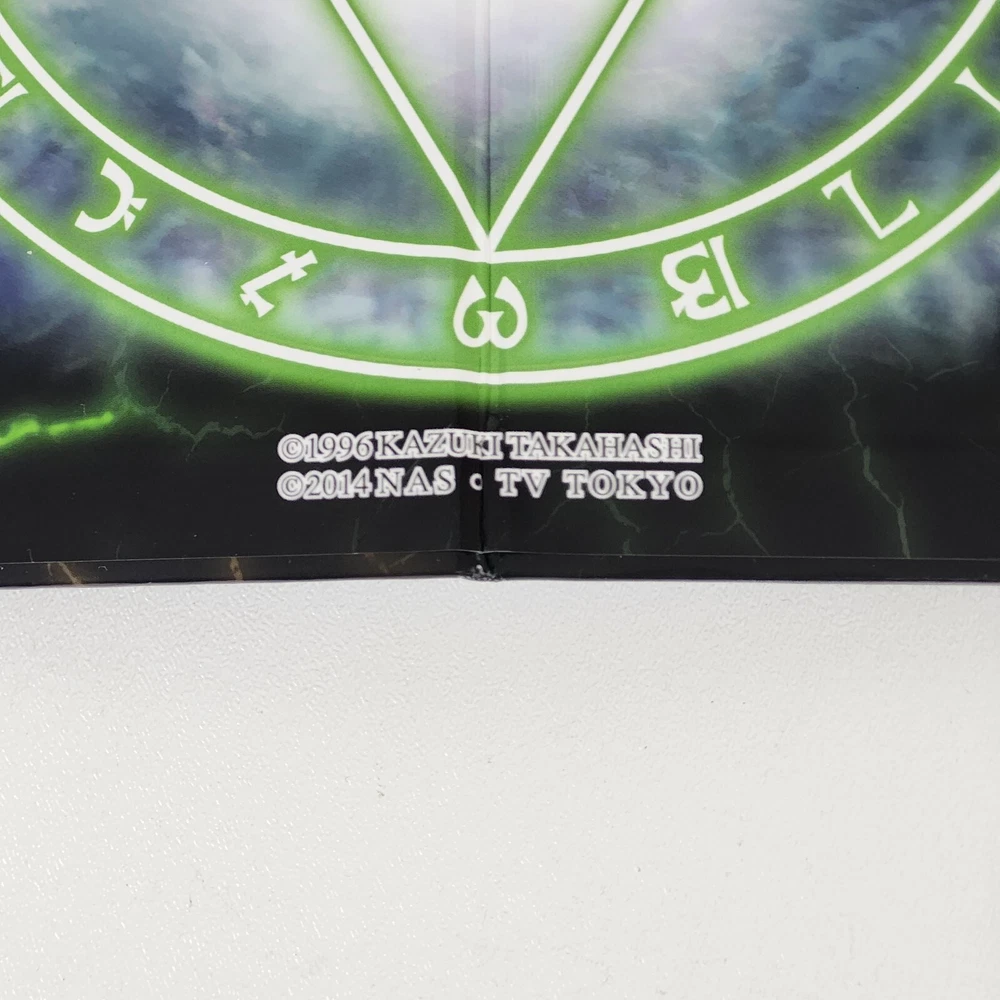 ©1996 KAZUKI TAKAHASHI
©2014 NAS • TV TOKYO